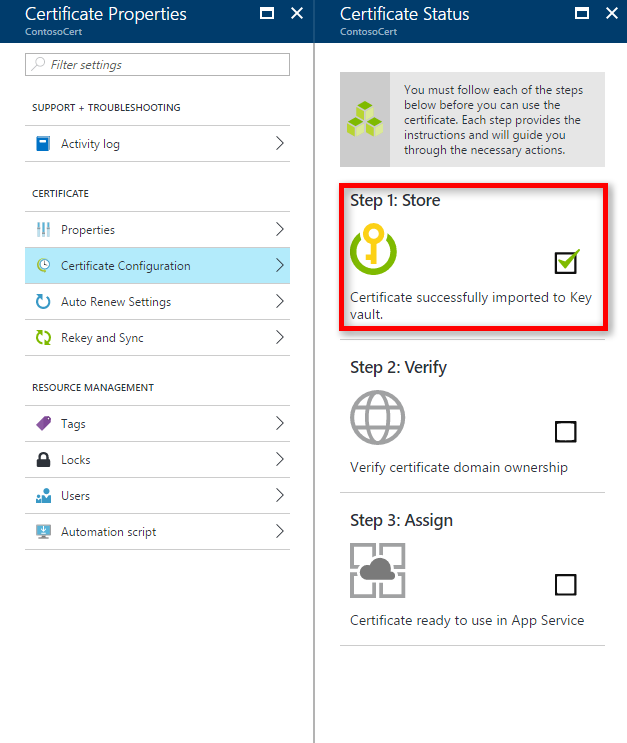 Certificate Properties
ContosoCert
Filter settings
SUPPORT + TROUBLESHOOTING
Activity log
CERTIFICATE
Properties
Certificate Configuration
Auto Renew Settings
Rekey and Sync
RESOURCE MANAGEMENT
Tags
Locks
Users
Automation script
Certificate Status
ContosoCert
You must follow each of the steps
below before you can use the
certificate. Each step provides the
instructions and will guide you
through the necessary actions.
Step 1: Store
Certificate successfully imported to Key
vault.
Step 2: Verify
Verify certificate domain ownership
Step 3: Assign
Certificate ready to use in App Service